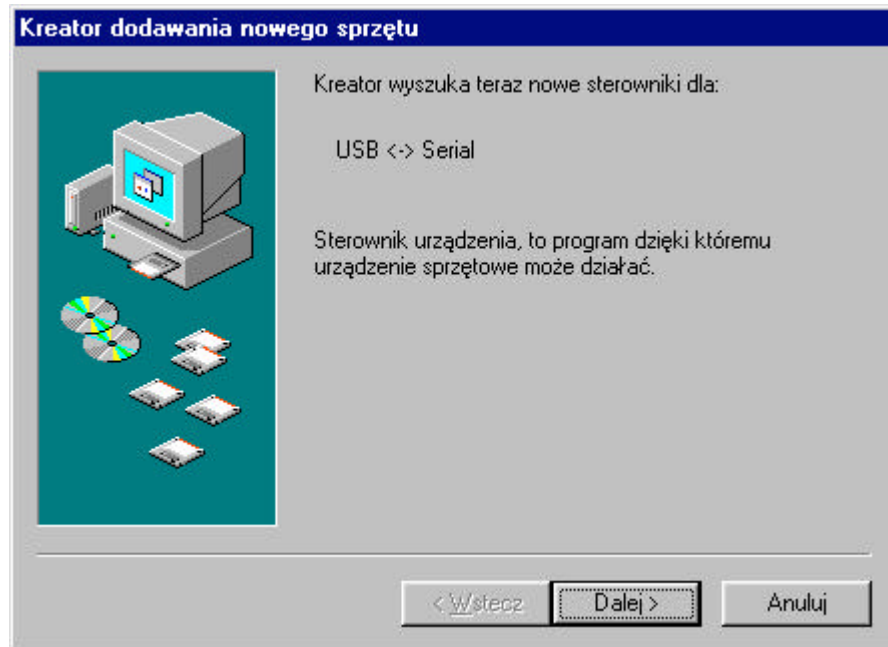 Kreator dodawania nowego sprzętu
Kreator wyszuka teraz nowe sterowniki dla:
USB <-> Serial
Sterownik urządzenia, to program dzięki któremu
urządzenie sprzętowe może działać.
< Wstecz Dalej > Anuluj